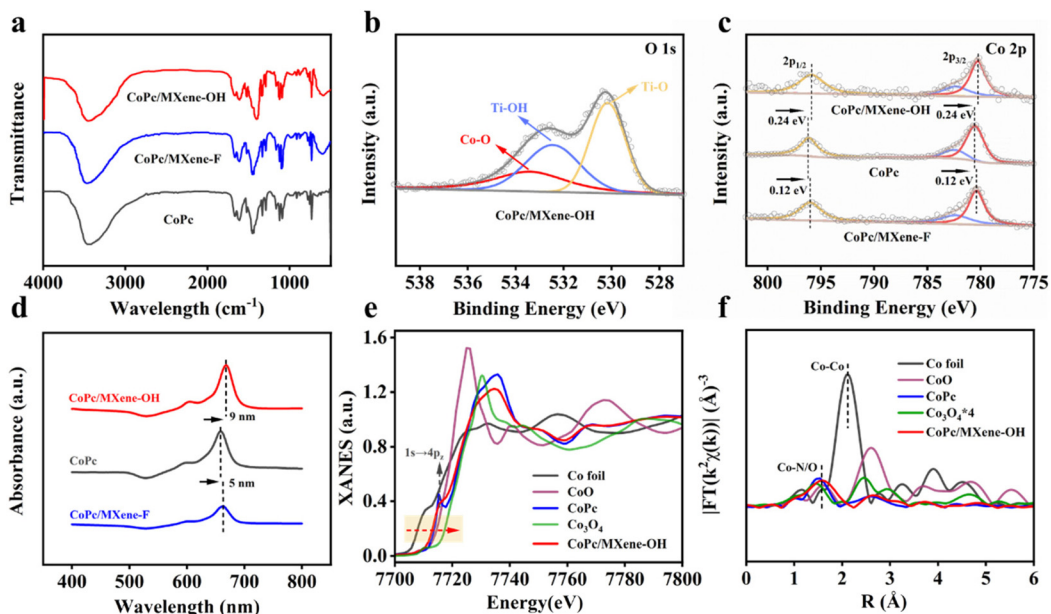 a
CoPc/MXene-OH
CoPc/MXene-F
CoPc
Transmittance
4000 3000 2000 1000
Wavelength (cm⁻¹)
b
O 1s
Ti-O
Ti-OH
Co-O
CoPc/MXene-OH
Intensity (a.u.)
538 536 534 532 530 528
Binding Energy (eV)
c
Co 2p
2p1/2
2p3/2
CoPc/MXene-OH
0.24 eV
0.24 eV
CoPc
0.12 eV
0.12 eV
CoPc/MXene-F
Intensity (a.u.)
800 795 790 785 780 775
Binding Energy (eV)
d
CoPc/MXene-OH
9 nm
CoPc
5 nm
CoPc/MXene-F
Absorbance (a.u.)
400 500 600 700 800
Wavelength (nm)
e
1.8
1.2
1s→4pz
0.8
0.4
0.0
XANES (a.u.)
Co foil
CoO
CoPc
Co₃O₄
CoPc/MXene-OH
7700 7720 7740 7760 7780 7800
Energy(eV)
f
Co-Co
Co-N/O
Co foil
CoO
CoPc
Co₃O₄*4
CoPc/MXene-OH
|FT(k²χ(k))| (Å)⁻³
0 1 2 3 4 5 6
R (Å)